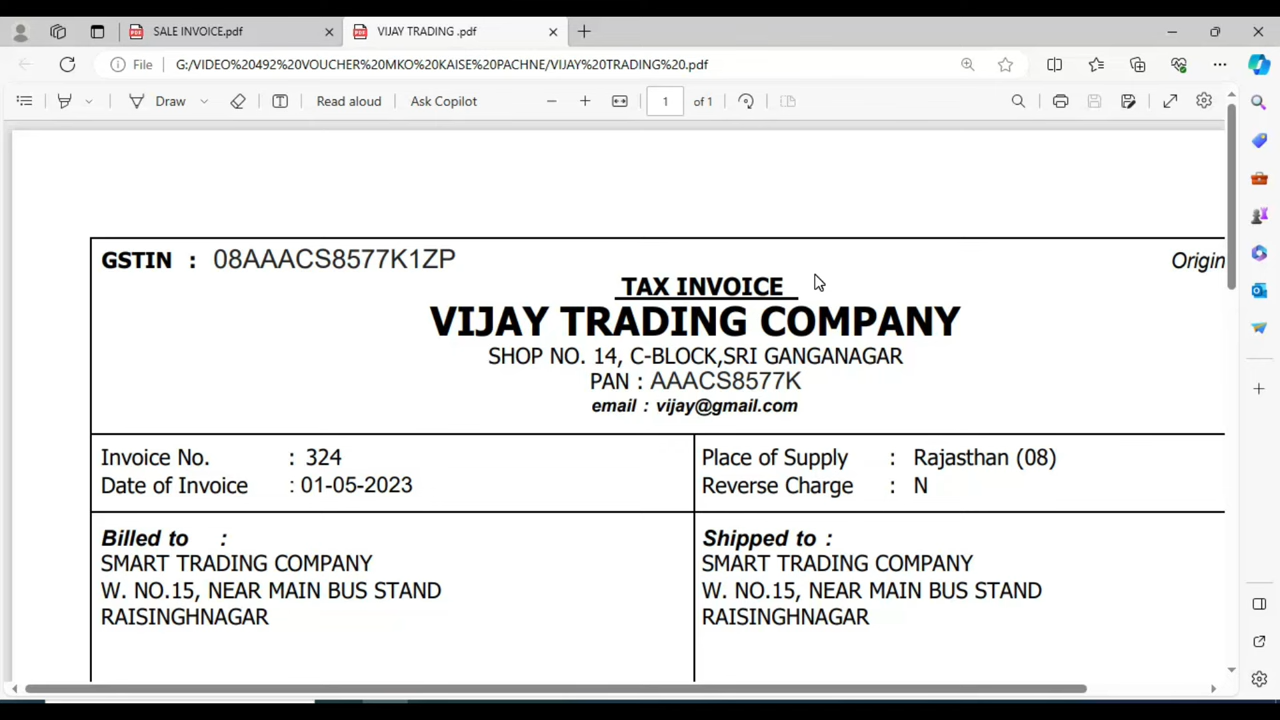 SALE INVOICE.pdf
VIJAY TRADING .pdf
File G:/VIDEO%20492%20VOUCHER%20MKO%20KAISE%20PACHNE/VIJAY%20TRADING%20.pdf
Draw Read aloud Ask Copilot 1 of 1
GSTIN : 08AAACS8577K1ZP
Origin
TAX INVOICE
VIJAY TRADING COMPANY
SHOP NO. 14, C-BLOCK,SRI GANGANAGAR
PAN : AAACS8577K
email : vijay@gmail.com
Invoice No. : 324
Date of Invoice : 01-05-2023
Place of Supply : Rajasthan (08)
Reverse Charge : N
Billed to :
SMART TRADING COMPANY
W. NO.15, NEAR MAIN BUS STAND
RAISINGHNAGAR
Shipped to :
SMART TRADING COMPANY
W. NO.15, NEAR MAIN BUS STAND
RAISINGHNAGAR